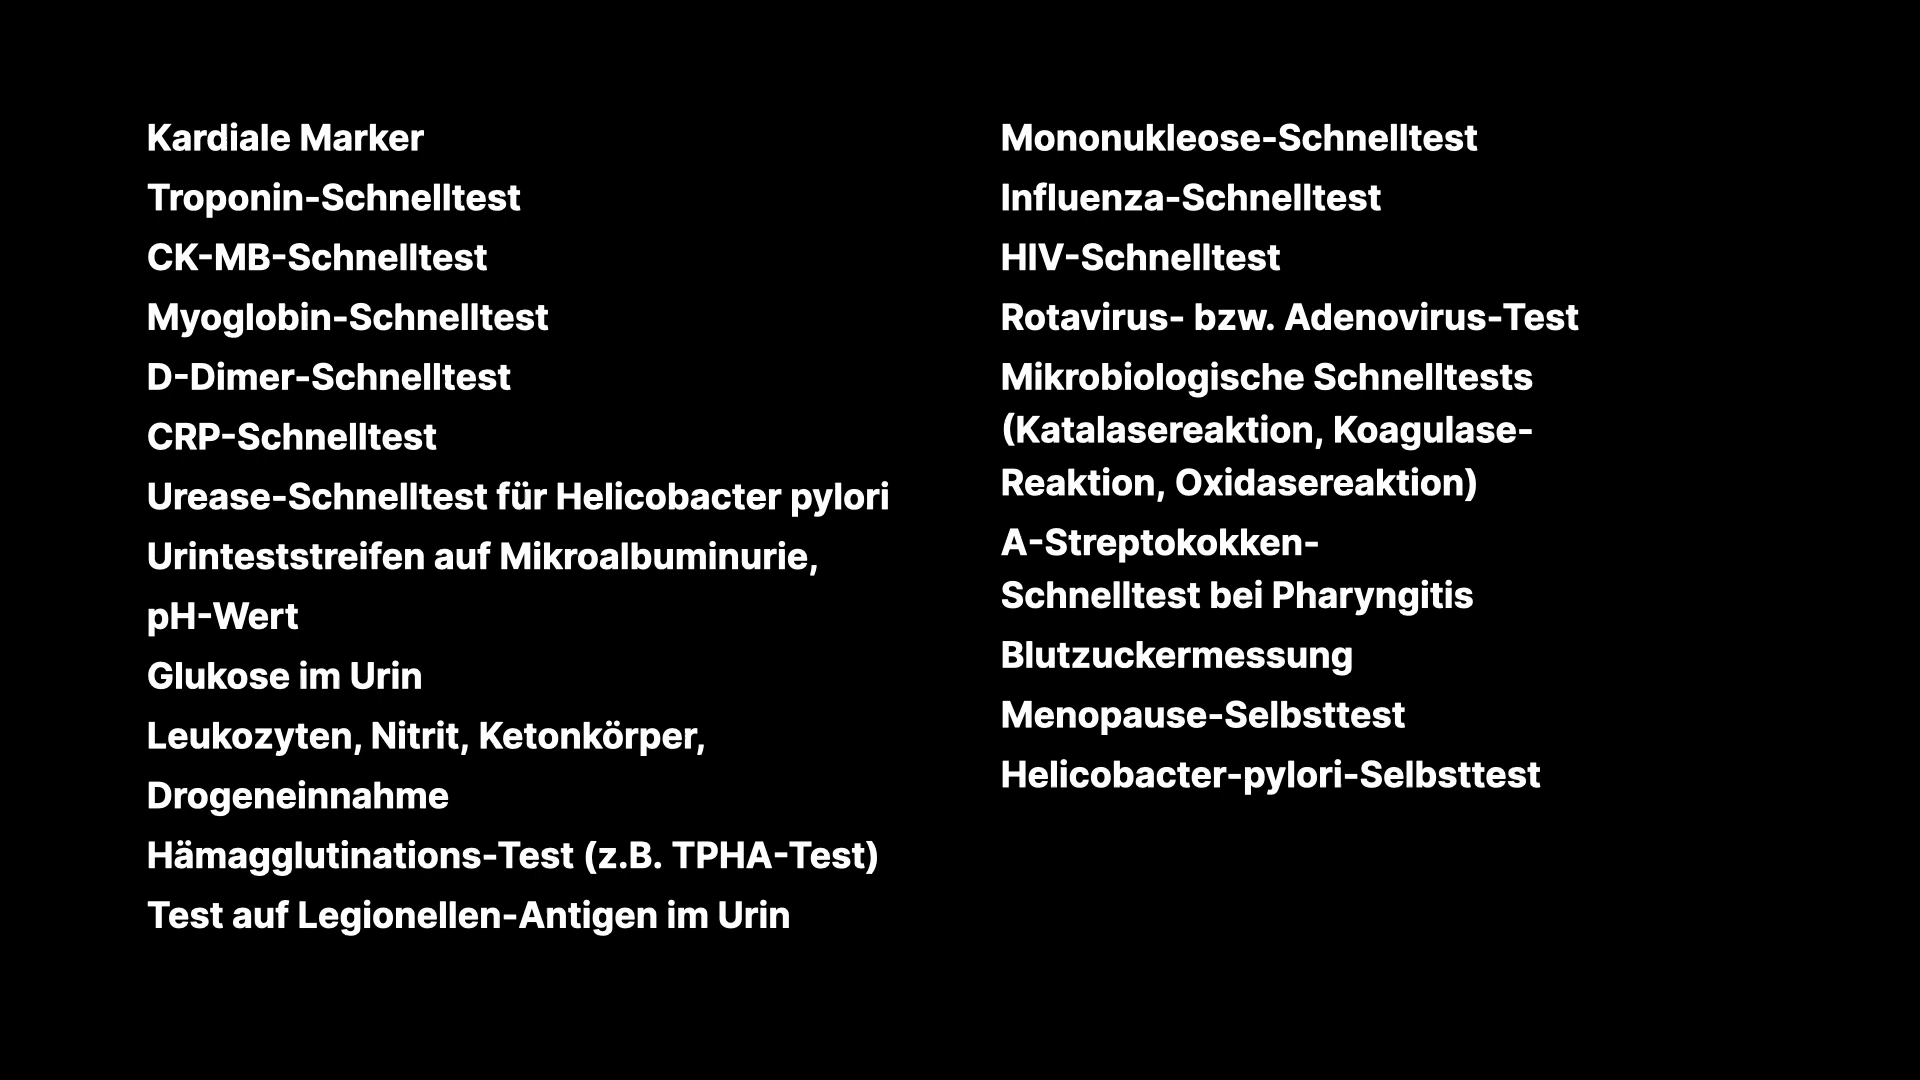 Kardiale Marker
Troponin-Schnelltest
CK-MB-Schnelltest
Myoglobin-Schnelltest
D-Dimer-Schnelltest
CRP-Schnelltest
Urease-Schnelltest für Helicobacter pylori
Urinteststreifen auf Mikroalbuminurie,
pH-Wert
Glukose im Urin
Leukozyten, Nitrit, Ketonkörper,
Drogeneinnahme
Hämagglutinations-Test (z.B. TPHA-Test)
Test auf Legionellen-Antigen im Urin
Mononukleose-Schnelltest
Influenza-Schnelltest
HIV-Schnelltest
Rotavirus- bzw. Adenovirus-Test
Mikrobiologische Schnelltests
(Katalasereaktion, Koagulase-
Reaktion, Oxidasereaktion)
A-Streptokokken-
Schnelltest bei Pharyngitis
Blutzuckermessung
Menopause-Selbsttest
Helicobacter-pylori-Selbsttest